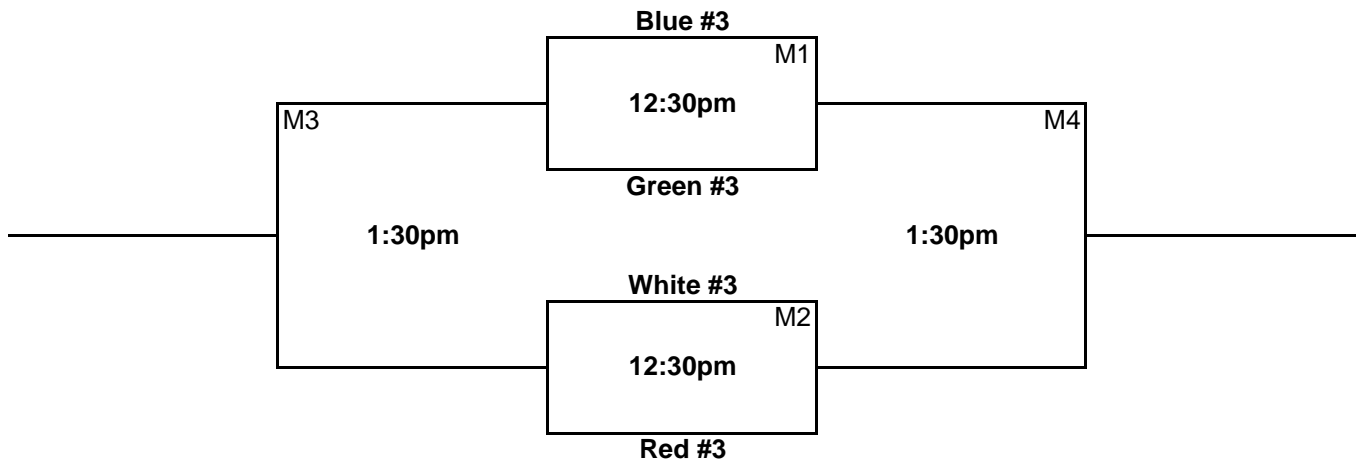 Blue #3
M1
12:30pm
M3
M4
Green #3
1:30pm
1:30pm
White #3
M2
12:30pm
Red #3